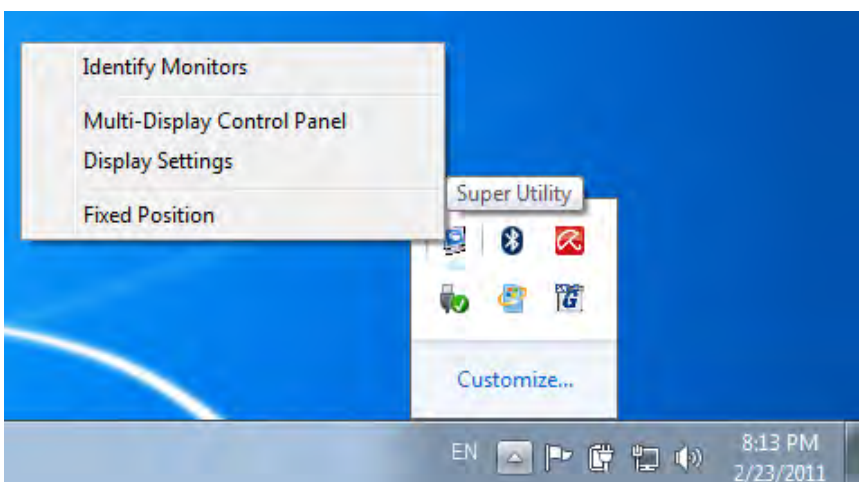 Identify Monitors
Multi-Display Control Panel
Display Settings
Fixed Position
Super Utility
G
Customize...
EN
8:13 PM
2/23/2011